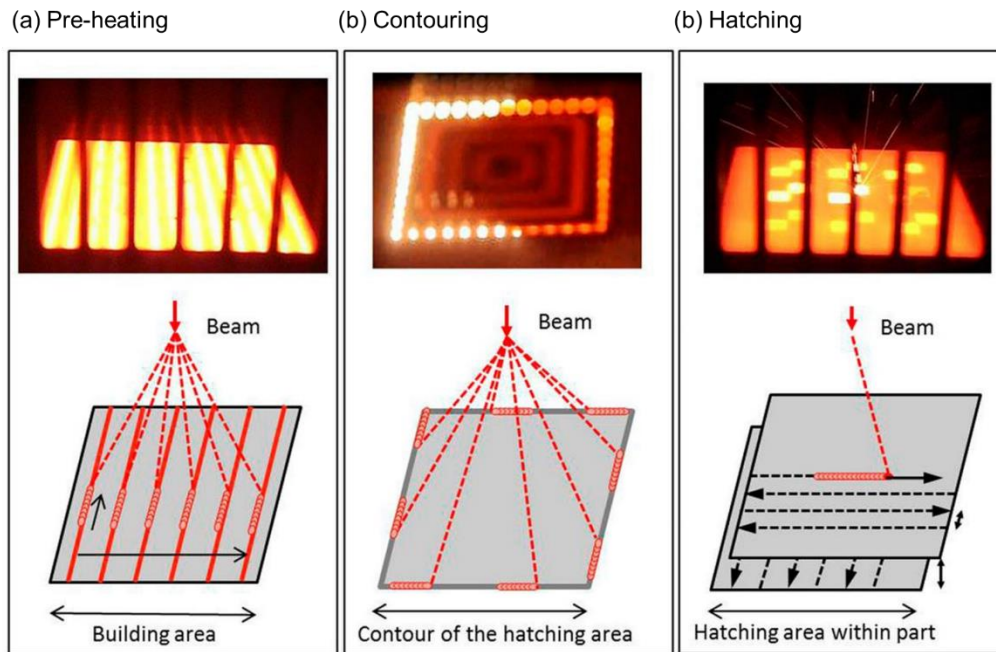 (a) Pre-heating
(b) Contouring
(b) Hatching
Beam
Building area
Beam
Contour of the hatching area
Beam
Hatching area within part